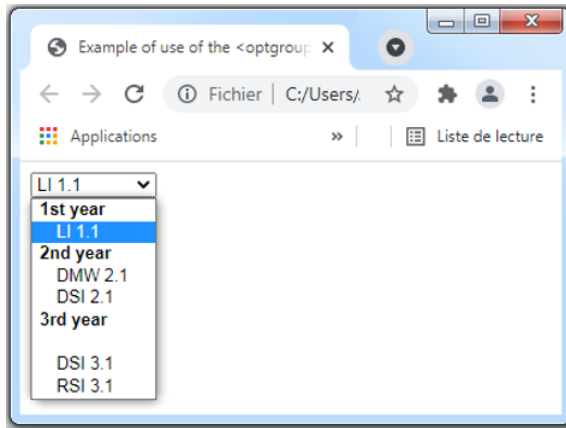 Example of use of the <optgroup
Fichier | C:/Users/.
Applications » Liste de lecture
LI 1.1
1st year
LI 1.1
2nd year
DMW 2.1
DSI 2.1
3rd year
DSI 3.1
RSI 3.1